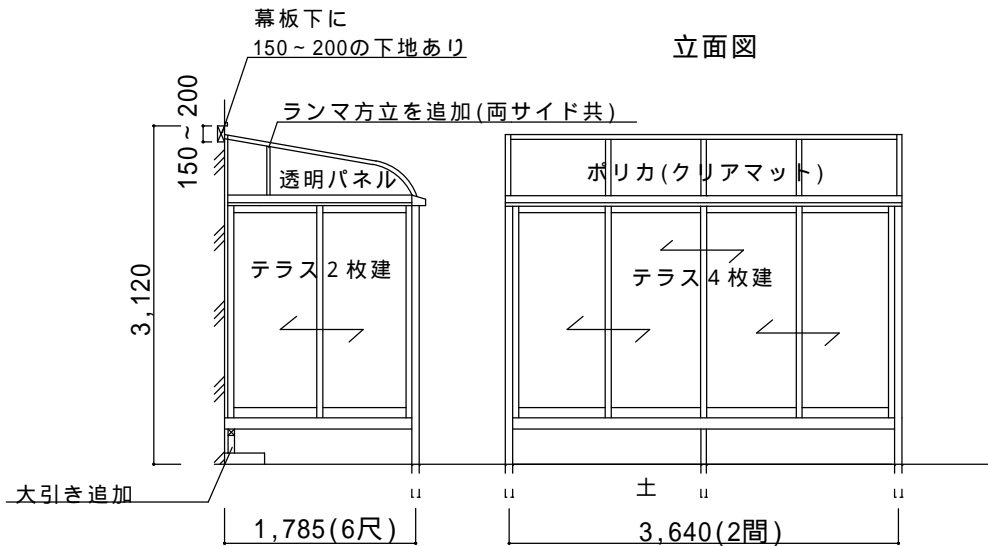 幕板下に
150~200の下地あり
立面図
150~200
ランマ方立を追加(両サイド共)
透明パネル
ポリカ(クリアマット)
テラス2枚建
テラス4枚建
3,120
大引き追加
土
1,785(6尺)
3,640(2間)